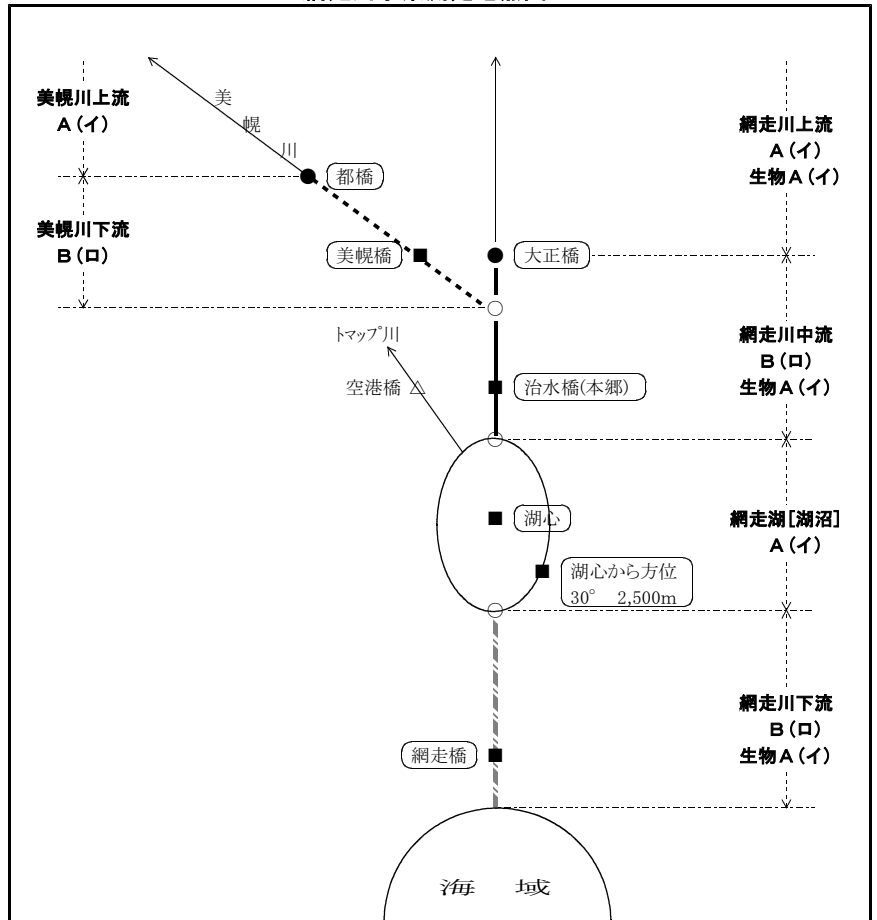 美幌川上流
A(イ)
美幌川
網走川上流
A(イ)
生物A(イ)
都橋
美幌川下流
B(ロ)
美幌橋
大正橋
トマップ川
空港橋 △
治水橋(本郷)
網走川中流
B(ロ)
生物A(イ)
湖心
網走湖[湖沼]
A(イ)
湖心から方位
30° 2,500m
網走川下流
B(ロ)
生物A(イ)
網走橋
海 域